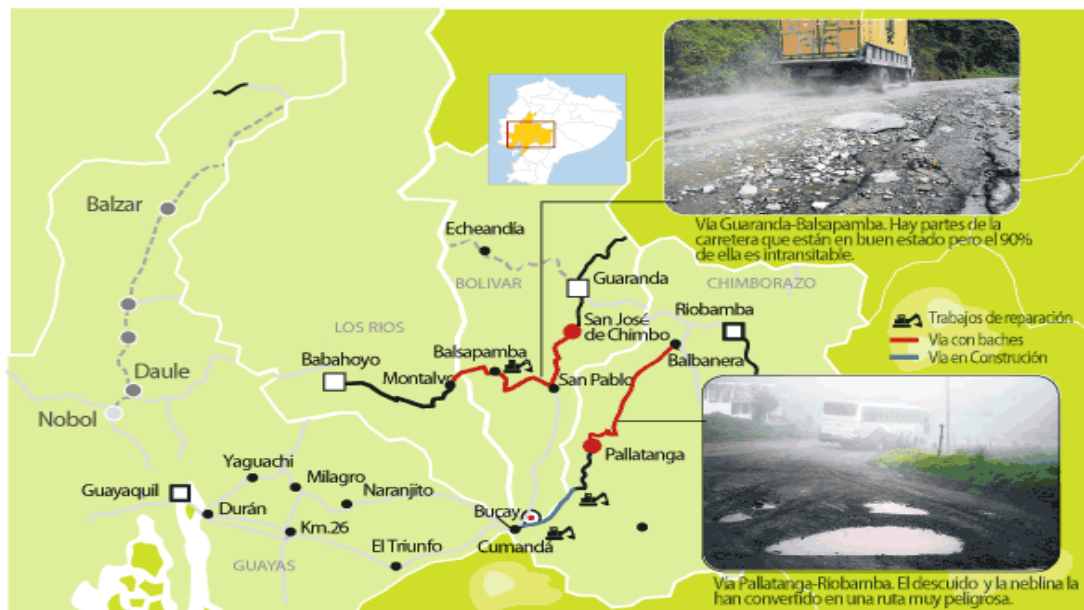 Vía Guaranda-Balsapamba. Hay partes de la
carretera que están en buen estado pero el 90%
de ella es intransitable.
Balzar
Echeandía
BOLIVAR
Guaranda
CHIMBORAZO
Riobamba
LOS RIOS
San José
de Chimbo
Trabajos de reparación
Vía con baches
Vía en Construción
Babahoyo
Balsapamba
Montalvo
San Pablo
Balbanera
Daule
Nobol
Pallatanga
Yaguachi
Milagro
Naranjito
Guayaquil
Durán
Km.26
Bucay
Cumandá
El Triunfo
GUAYAS
Vía Pallatanga-Riobamba. El descuido y la neblina la
han convertido en una ruta muy peligrosa.